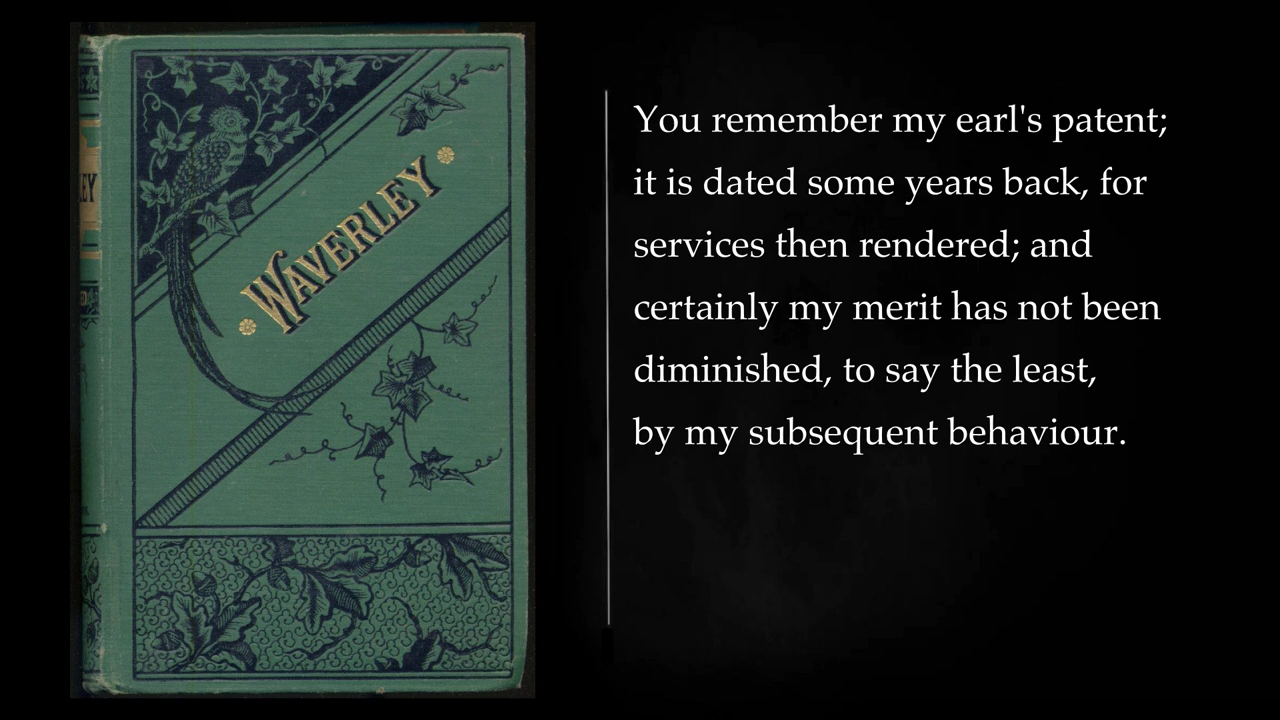 WAVERLEY
You remember my earl's patent;
it is dated some years back, for
services then rendered; and
certainly my merit has not been
diminished, to say the least,
by my subsequent behaviour.